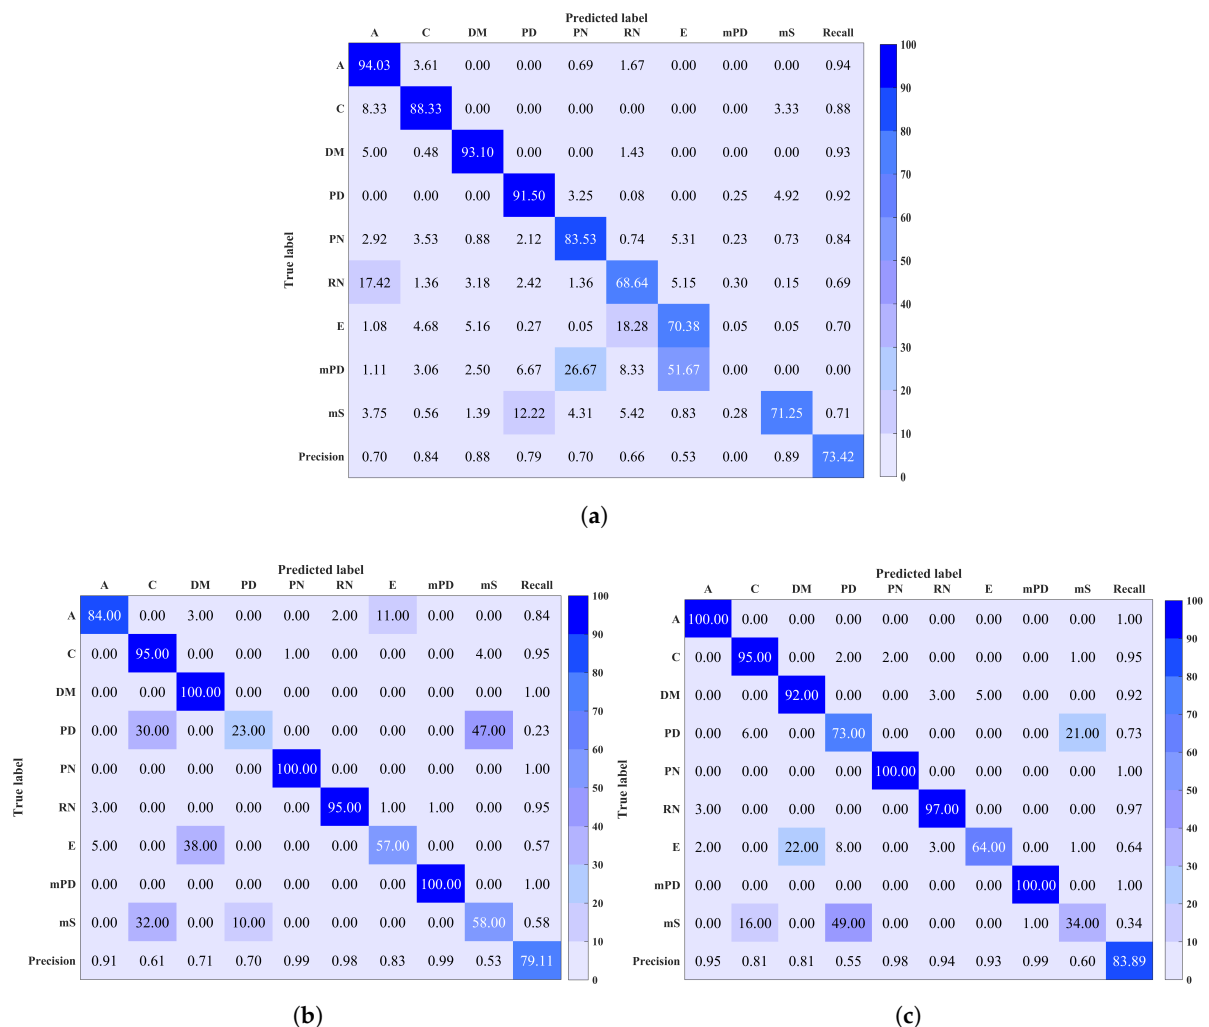 Predicted label
A C DM PD PN RN E mPD mS Recall
A 94.03 3.61 0.00 0.00 0.69 1.67 0.00 0.00 0.00 0.94
C 8.33 88.33 0.00 0.00 0.00 0.00 0.00 0.00 3.33 0.88
DM 5.00 0.48 93.10 0.00 0.00 1.43 0.00 0.00 0.00 0.93
PD 0.00 0.00 0.00 91.50 3.25 0.08 0.00 0.25 4.92 0.92
PN 2.92 3.53 0.88 2.12 83.53 0.74 5.31 0.23 0.73 0.84
RN 17.42 1.36 3.18 2.42 1.36 68.64 5.15 0.30 0.15 0.69
E 1.08 4.68 5.16 0.27 0.05 18.28 70.38 0.05 0.05 0.70
mPD 1.11 3.06 2.50 6.67 26.67 8.33 51.67 0.00 0.00 0.00
mS 3.75 0.56 1.39 12.22 4.31 5.42 0.83 0.28 71.25 0.71
Precision 0.70 0.84 0.88 0.79 0.70 0.66 0.53 0.00 0.89 73.42
True label
100
90
80
70
60
50
40
30
20
10
0
(a)
Predicted label
A C DM PD PN RN E mPD mS Recall
A 84.00 0.00 3.00 0.00 0.00 2.00 11.00 0.00 0.00 0.84
C 0.00 95.00 0.00 0.00 1.00 0.00 0.00 0.00 4.00 0.95
DM 0.00 0.00 100.00 0.00 0.00 0.00 0.00 0.00 0.00 1.00
PD 0.00 30.00 0.00 23.00 0.00 0.00 0.00 0.00 47.00 0.23
PN 0.00 0.00 0.00 0.00 100.00 0.00 0.00 0.00 0.00 1.00
RN 3.00 0.00 0.00 0.00 0.00 95.00 1.00 1.00 0.00 0.95
E 5.00 0.00 38.00 0.00 0.00 0.00 57.00 0.00 0.00 0.57
mPD 0.00 0.00 0.00 0.00 0.00 0.00 0.00 100.00 0.00 1.00
mS 0.00 32.00 0.00 10.00 0.00 0.00 0.00 0.00 58.00 0.58
Precision 0.91 0.61 0.71 0.70 0.99 0.98 0.83 0.99 0.53 79.11
True label
100
90
80
70
60
50
40
30
20
10
0
(b)
Predicted label
A C DM PD PN RN E mPD mS Recall
A 100.00 0.00 0.00 0.00 0.00 0.00 0.00 0.00 0.00 1.00
C 0.00 95.00 0.00 2.00 2.00 0.00 0.00 0.00 1.00 0.95
DM 0.00 0.00 92.00 0.00 0.00 3.00 5.00 0.00 0.00 0.92
PD 0.00 6.00 0.00 73.00 0.00 0.00 0.00 0.00 21.00 0.73
PN 0.00 0.00 0.00 0.00 100.00 0.00 0.00 0.00 0.00 1.00
RN 3.00 0.00 0.00 0.00 0.00 97.00 0.00 0.00 0.00 0.97
E 2.00 0.00 22.00 8.00 0.00 3.00 64.00 0.00 1.00 0.64
mPD 0.00 0.00 0.00 0.00 0.00 0.00 0.00 100.00 0.00 1.00
mS 0.00 16.00 0.00 49.00 0.00 0.00 0.00 1.00 34.00 0.34
Precision 0.95 0.81 0.81 0.55 0.98 0.94 0.93 0.99 0.60 83.89
True label
100
90
80
70
60
50
40
30
20
10
0
(c)